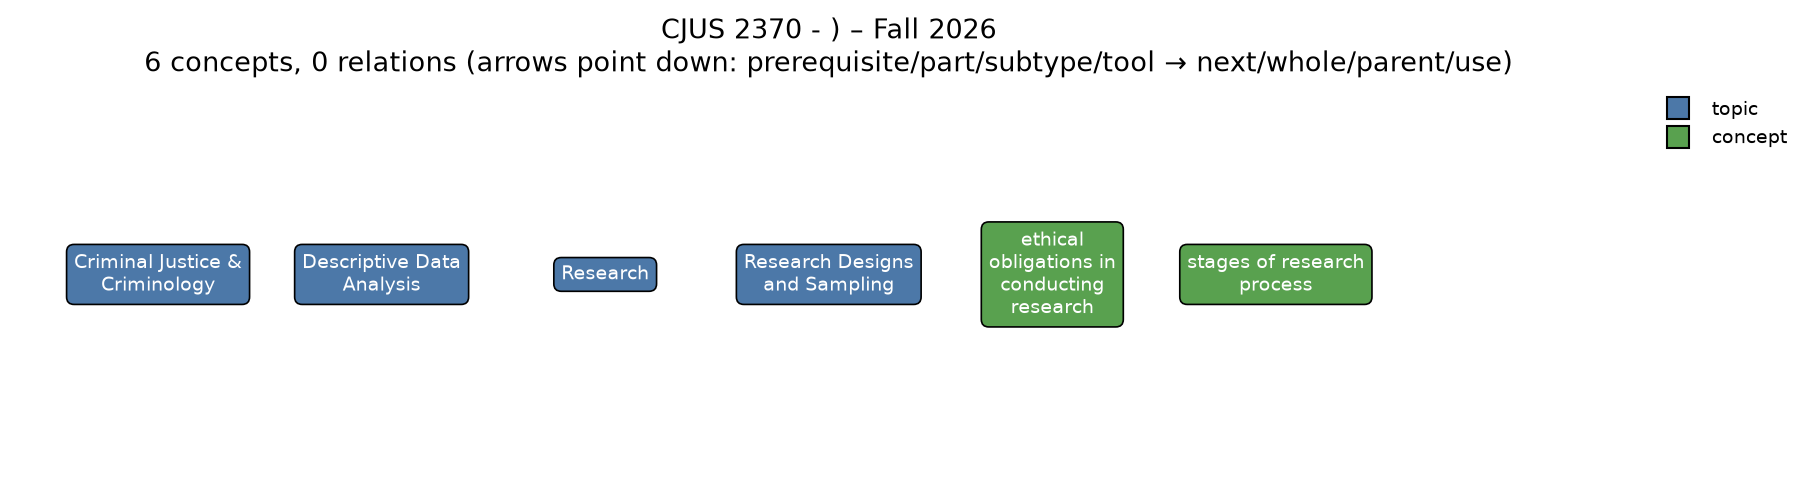 CJUS 2370 - ) – Fall 2026
6 concepts, 0 relations (arrows point down: prerequisite/part/subtype/tool → next/whole/parent/use)
topic
concept
Criminal Justice &
Criminology
Descriptive Data
Analysis
Research
Research Designs
and Sampling
ethical
obligations in
conducting
research
stages of research
process